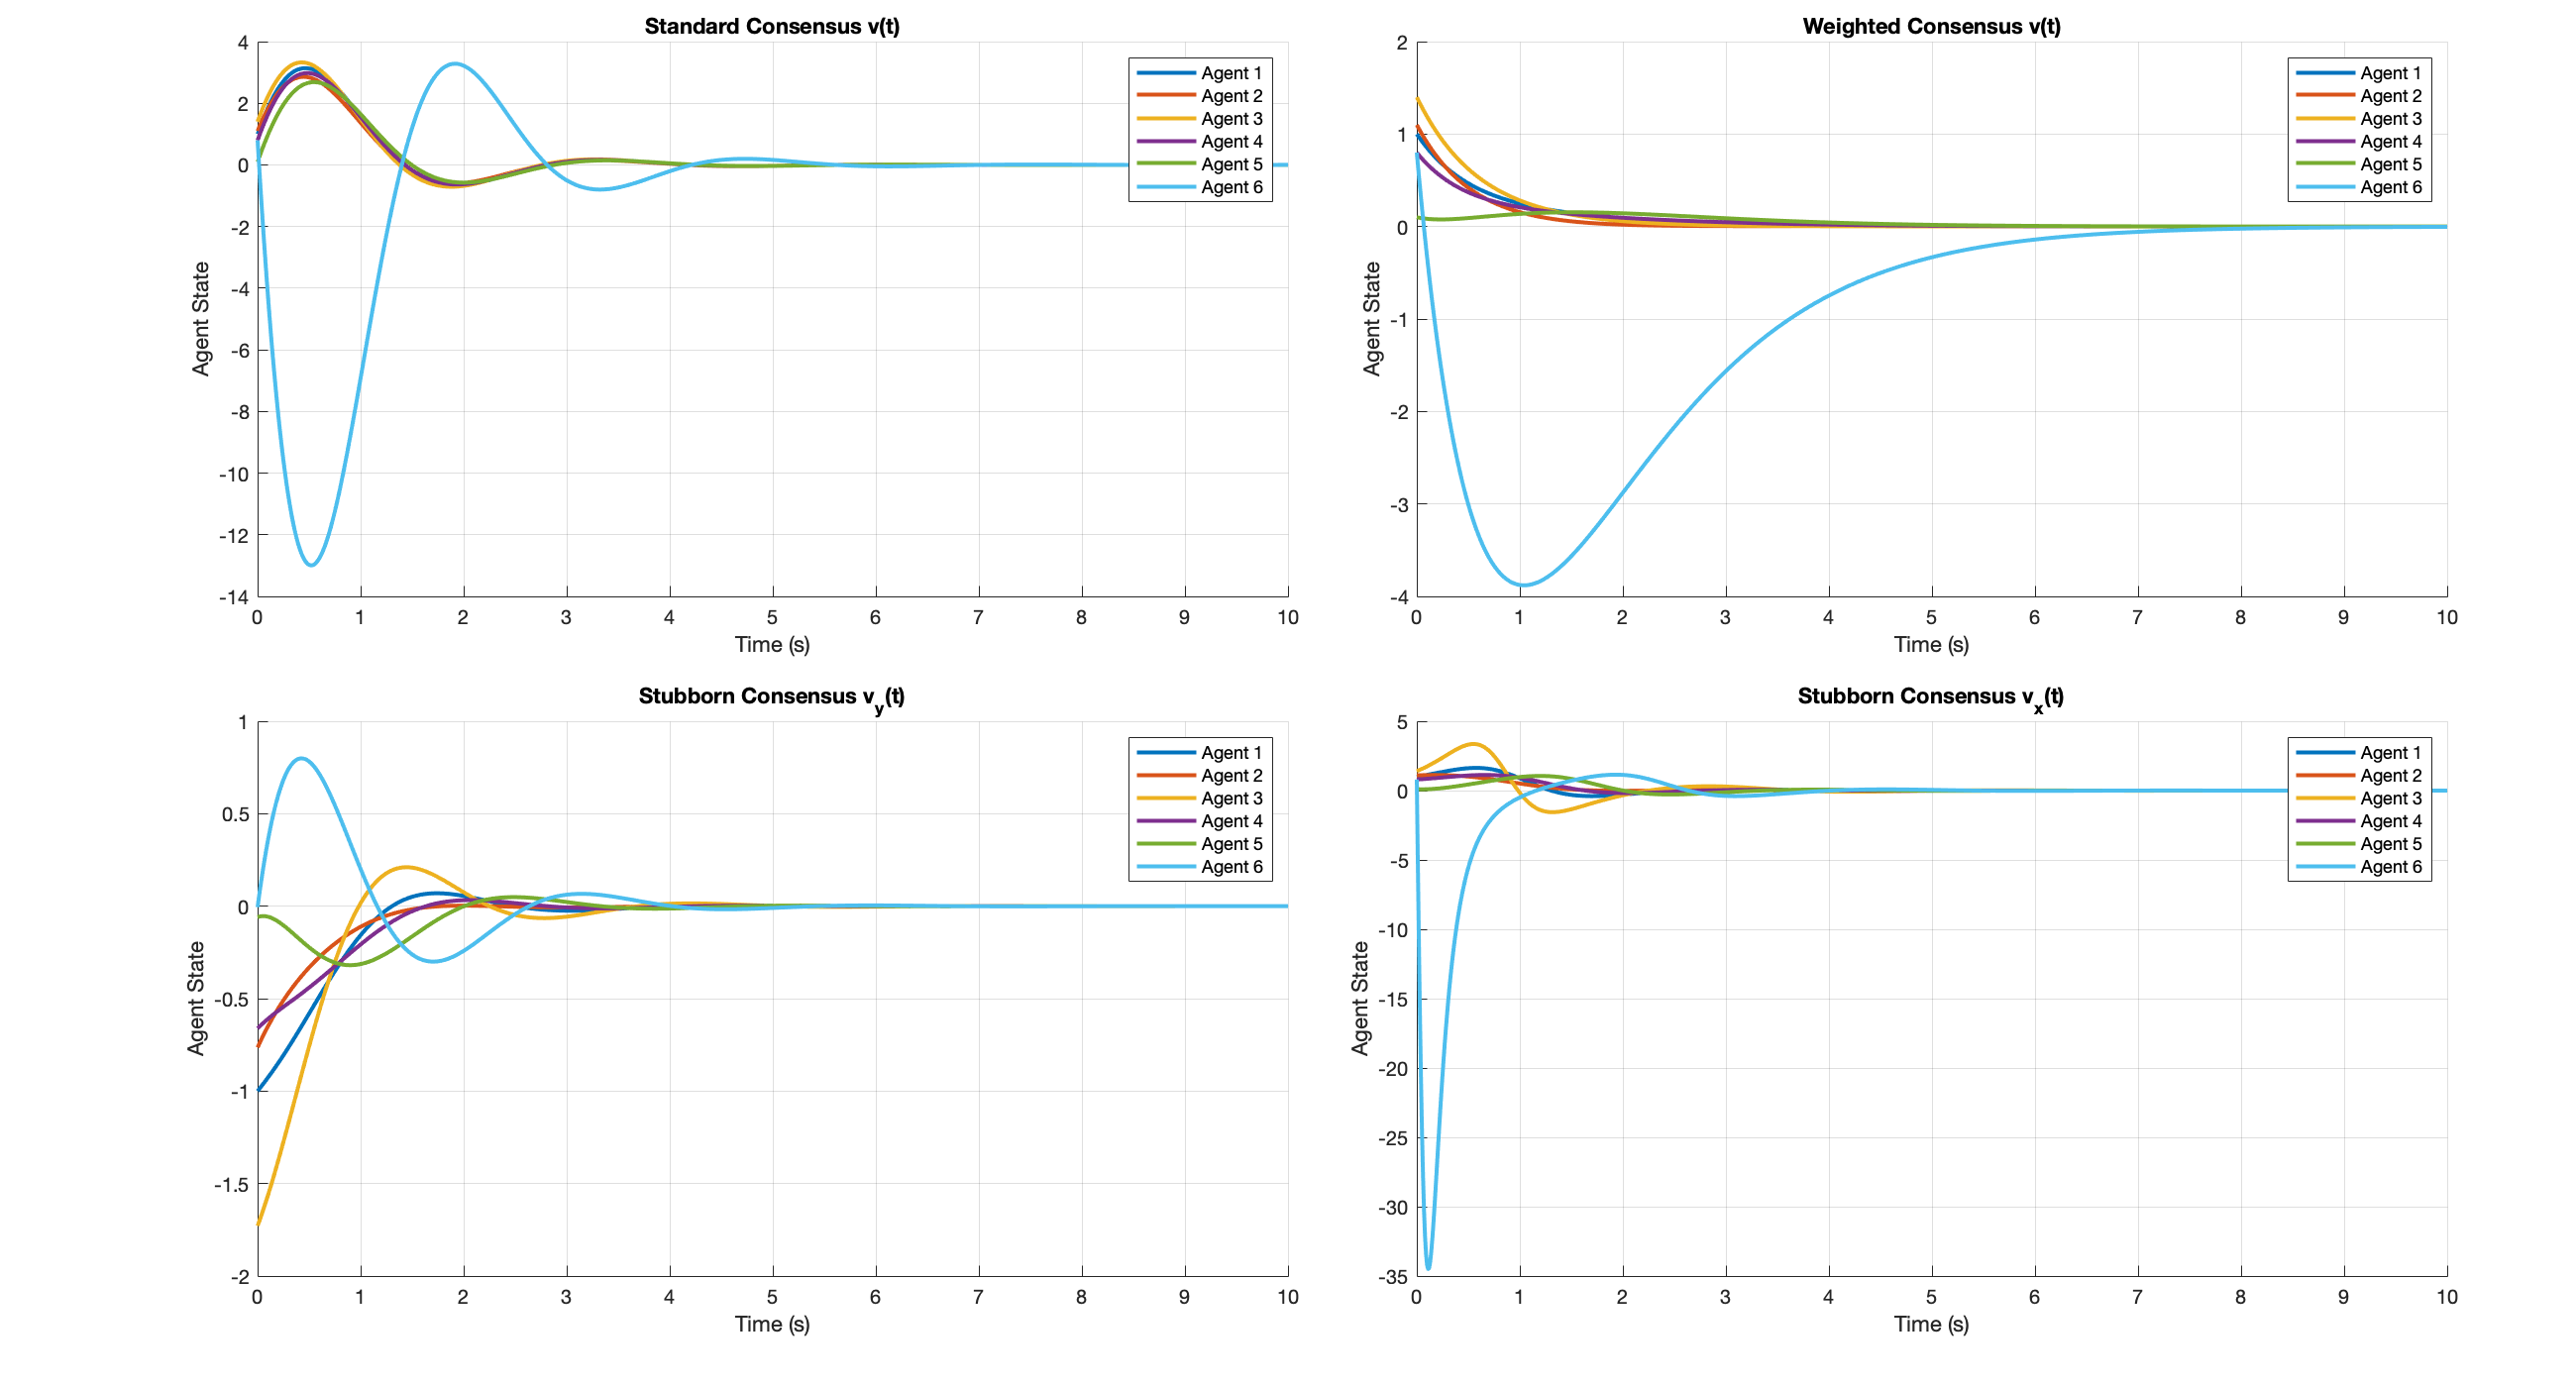 Standard Consensus v(t)
4
2
0
-2
-4
-6
-8
-10
-12
-14
Agent State
Agent 1
Agent 2
Agent 3
Agent 4
Agent 5
Agent 6
0 1 2 3 4 5 6 7 8 9 10
Time (s)
Weighted Consensus v(t)
2
1
0
-1
-2
-3
-4
Agent State
Agent 1
Agent 2
Agent 3
Agent 4
Agent 5
Agent 6
0 1 2 3 4 5 6 7 8 9 10
Time (s)
Stubborn Consensus v_y(t)
1
0.5
0
-0.5
-1
-1.5
-2
Agent State
Agent 1
Agent 2
Agent 3
Agent 4
Agent 5
Agent 6
0 1 2 3 4 5 6 7 8 9 10
Time (s)
Stubborn Consensus v_x(t)
5
0
-5
-10
-15
-20
-25
-30
-35
Agent State
Agent 1
Agent 2
Agent 3
Agent 4
Agent 5
Agent 6
0 1 2 3 4 5 6 7 8 9 10
Time (s)